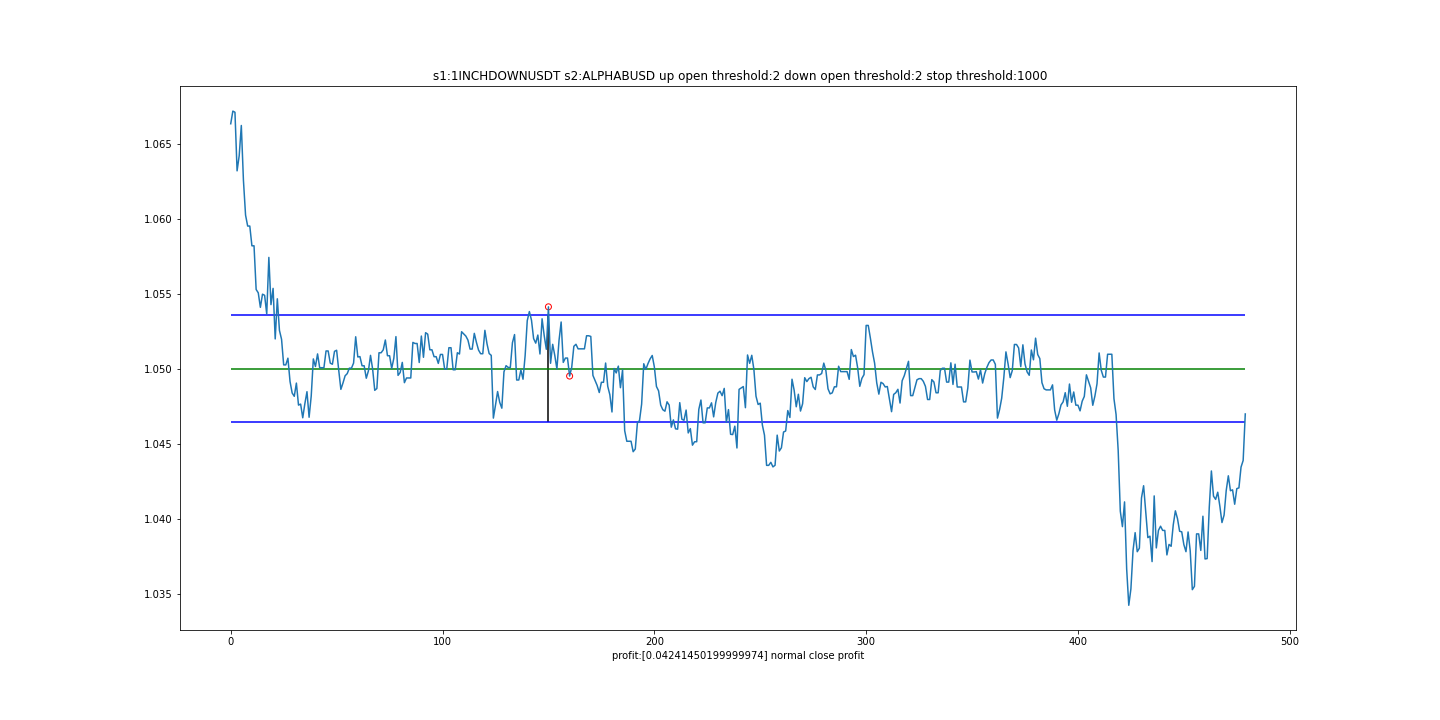 s1:1INCHDOWNUSDT s2:ALPHABUSD up open threshold:2 down open threshold:2 stop threshold:1000
1.065
1.060
1.055
1.050
1.045
1.040
1.035
0 100 200 300 400 500
profit:[0.04241450199999974] normal close profit